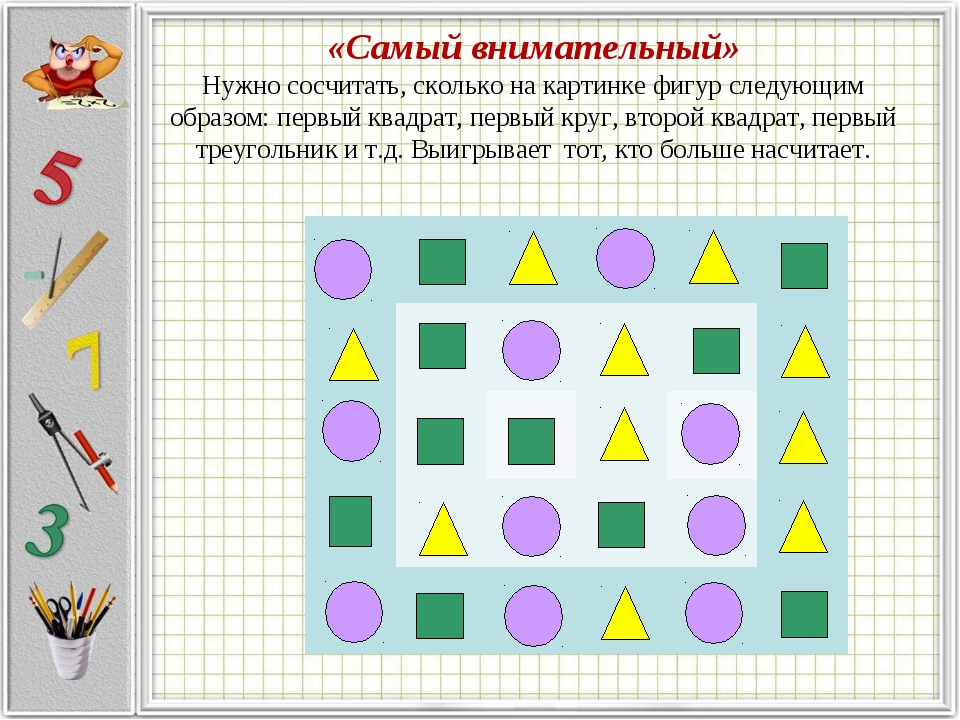 «Самый внимательный»
Нужно сосчитать, сколько на картинке фигур следующим
образом: первый квадрат, первый круг, второй квадрат, первый
треугольник и т.д. Выигрывает тот, кто больше насчитает.
5
7
3